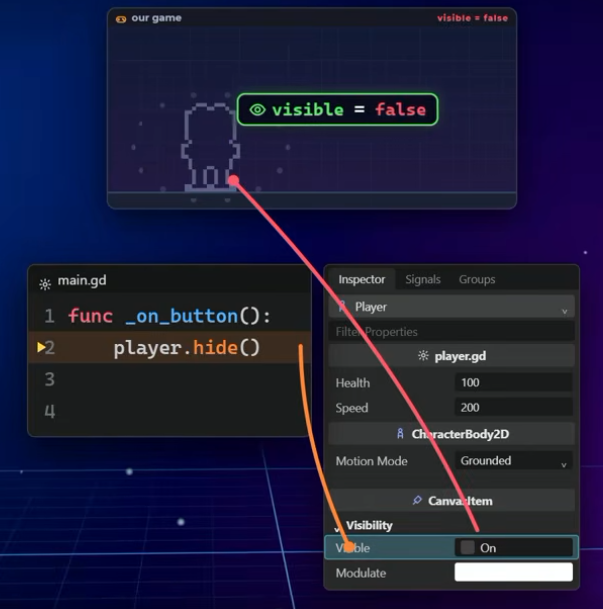 our game
visible = false
visible = false
main.gd
1 func _on_button():
2 player.hide()
3
4
Inspector Signals Groups
Player
Filter Properties
player.gd
Health 100
Speed 200
CharacterBody2D
Motion Mode Grounded
CanvasItem
Visibility
Visible On
Modulate